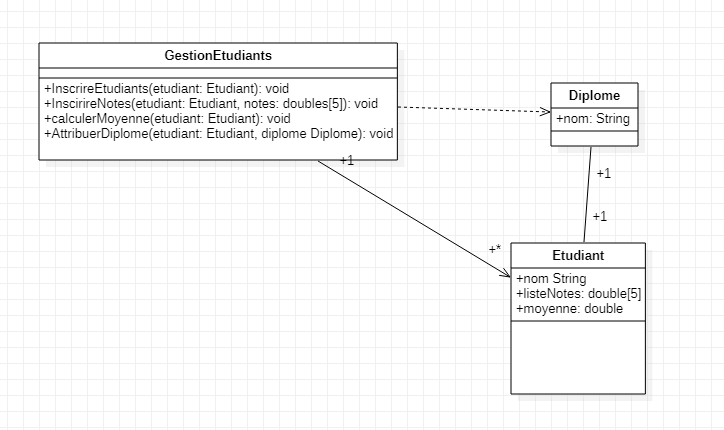 GestionEtudiants
+InscrireEtudiants(etudiant: Etudiant): void
+InscirireNotes(etudiant: Etudiant, notes: doubles[5]): void
+calculerMoyenne(etudiant: Etudiant): void
+AttribuerDiplome(etudiant: Etudiant, diplome Diplome): void
Diplome
+nom: String
+1
+1
+1
+*
Etudiant
+nom String
+listeNotes: double[5]
+moyenne: double